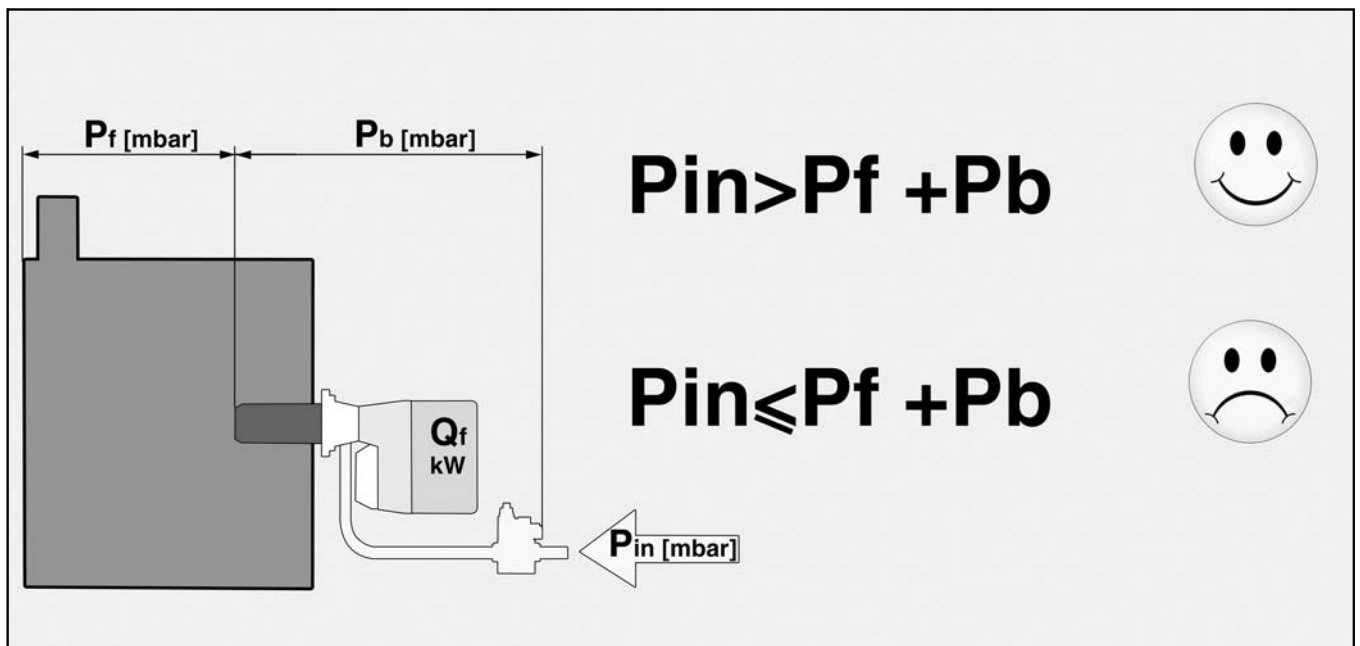 Pf [mbar]
Pb [mbar]
Pin>Pf +Pb
Pin⩽Pf +Pb
Qf
kW
Pin [mbar]